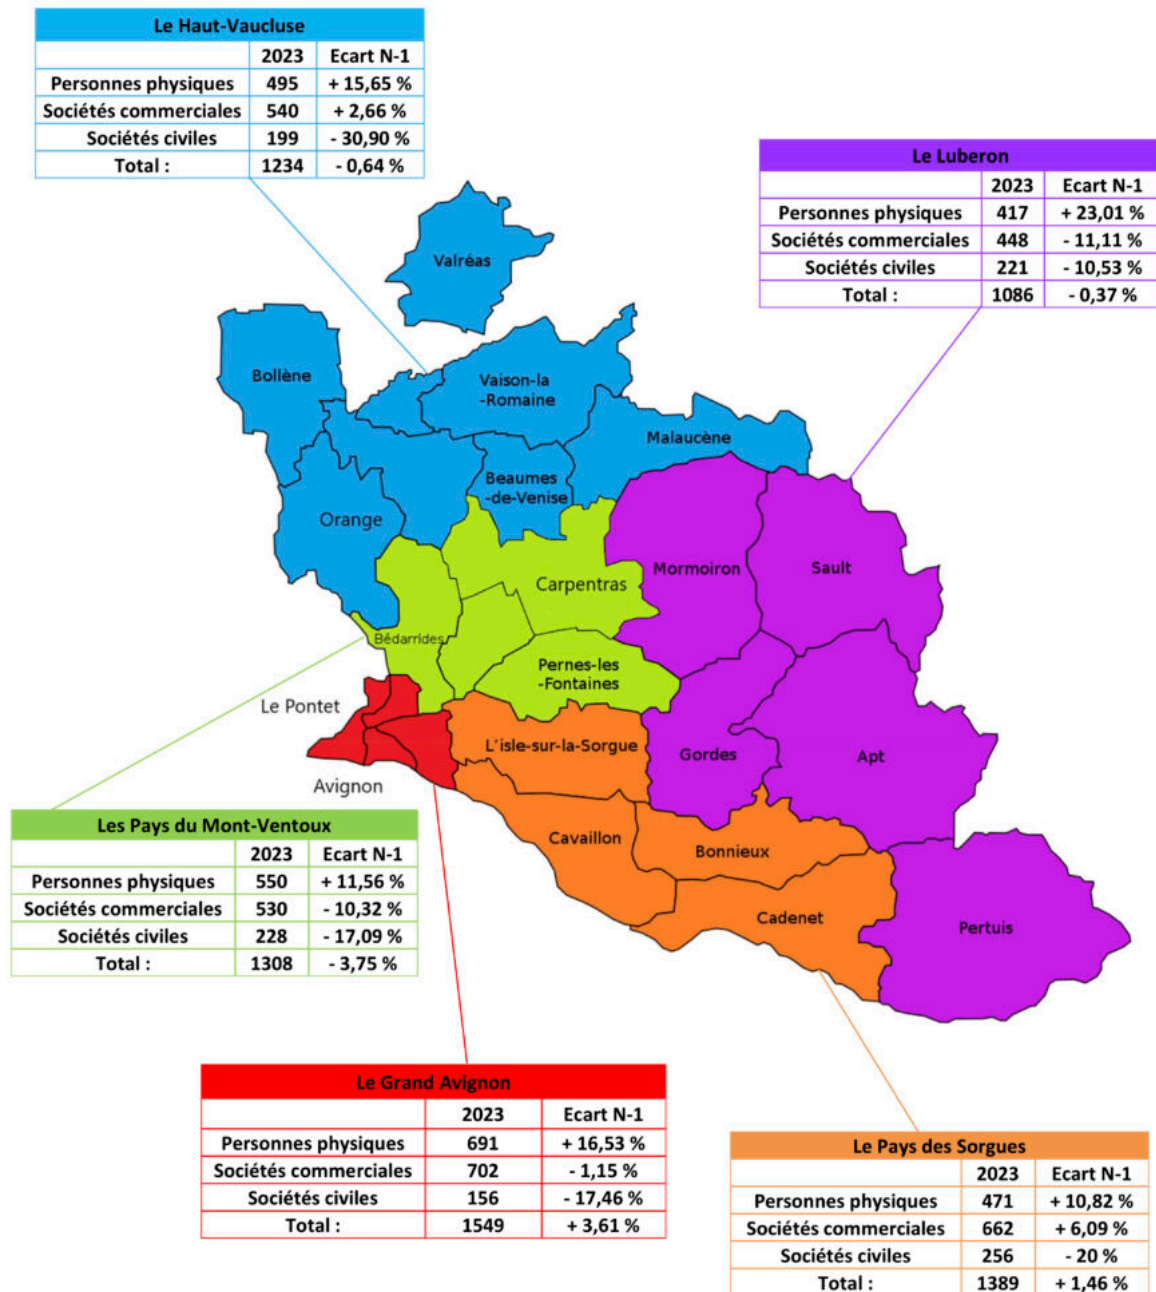 Le Haut-Vaucluse
2023 Ecart N-1
Personnes physiques 495 + 15,65 %
Sociétés commerciales 540 + 2,66 %
Sociétés civiles 199 - 30,90 %
Total : 1234 - 0,64 %
Le Luberon
2023 Ecart N-1
Personnes physiques 417 + 23,01 %
Sociétés commerciales 448 - 11,11 %
Sociétés civiles 221 - 10,53 %
Total : 1086 - 0,37 %
Valréas
Bollène
Vaison-la
-Romaine
Malaucène
Beaumes
-de-Venise
Orange
Mormoiron
Sault
Carpentras
Bédarrides
Pernes-les
-Fontaines
Le Pontet
L'isle-sur-la-Sorgue
Gordes
Apt
Avignon
Cavaillon
Bonnieux
Cadenet
Pertuis
Les Pays du Mont-Ventoux
2023 Ecart N-1
Personnes physiques 550 + 11,56 %
Sociétés commerciales 530 - 10,32 %
Sociétés civiles 228 - 17,09 %
Total : 1308 - 3,75 %
Le Grand Avignon
2023 Ecart N-1
Personnes physiques 691 + 16,53 %
Sociétés commerciales 702 - 1,15 %
Sociétés civiles 156 - 17,46 %
Total : 1549 + 3,61 %
Le Pays des Sorgues
2023 Ecart N-1
Personnes physiques 471 + 10,82 %
Sociétés commerciales 662 + 6,09 %
Sociétés civiles 256 - 20 %
Total : 1389 + 1,46 %